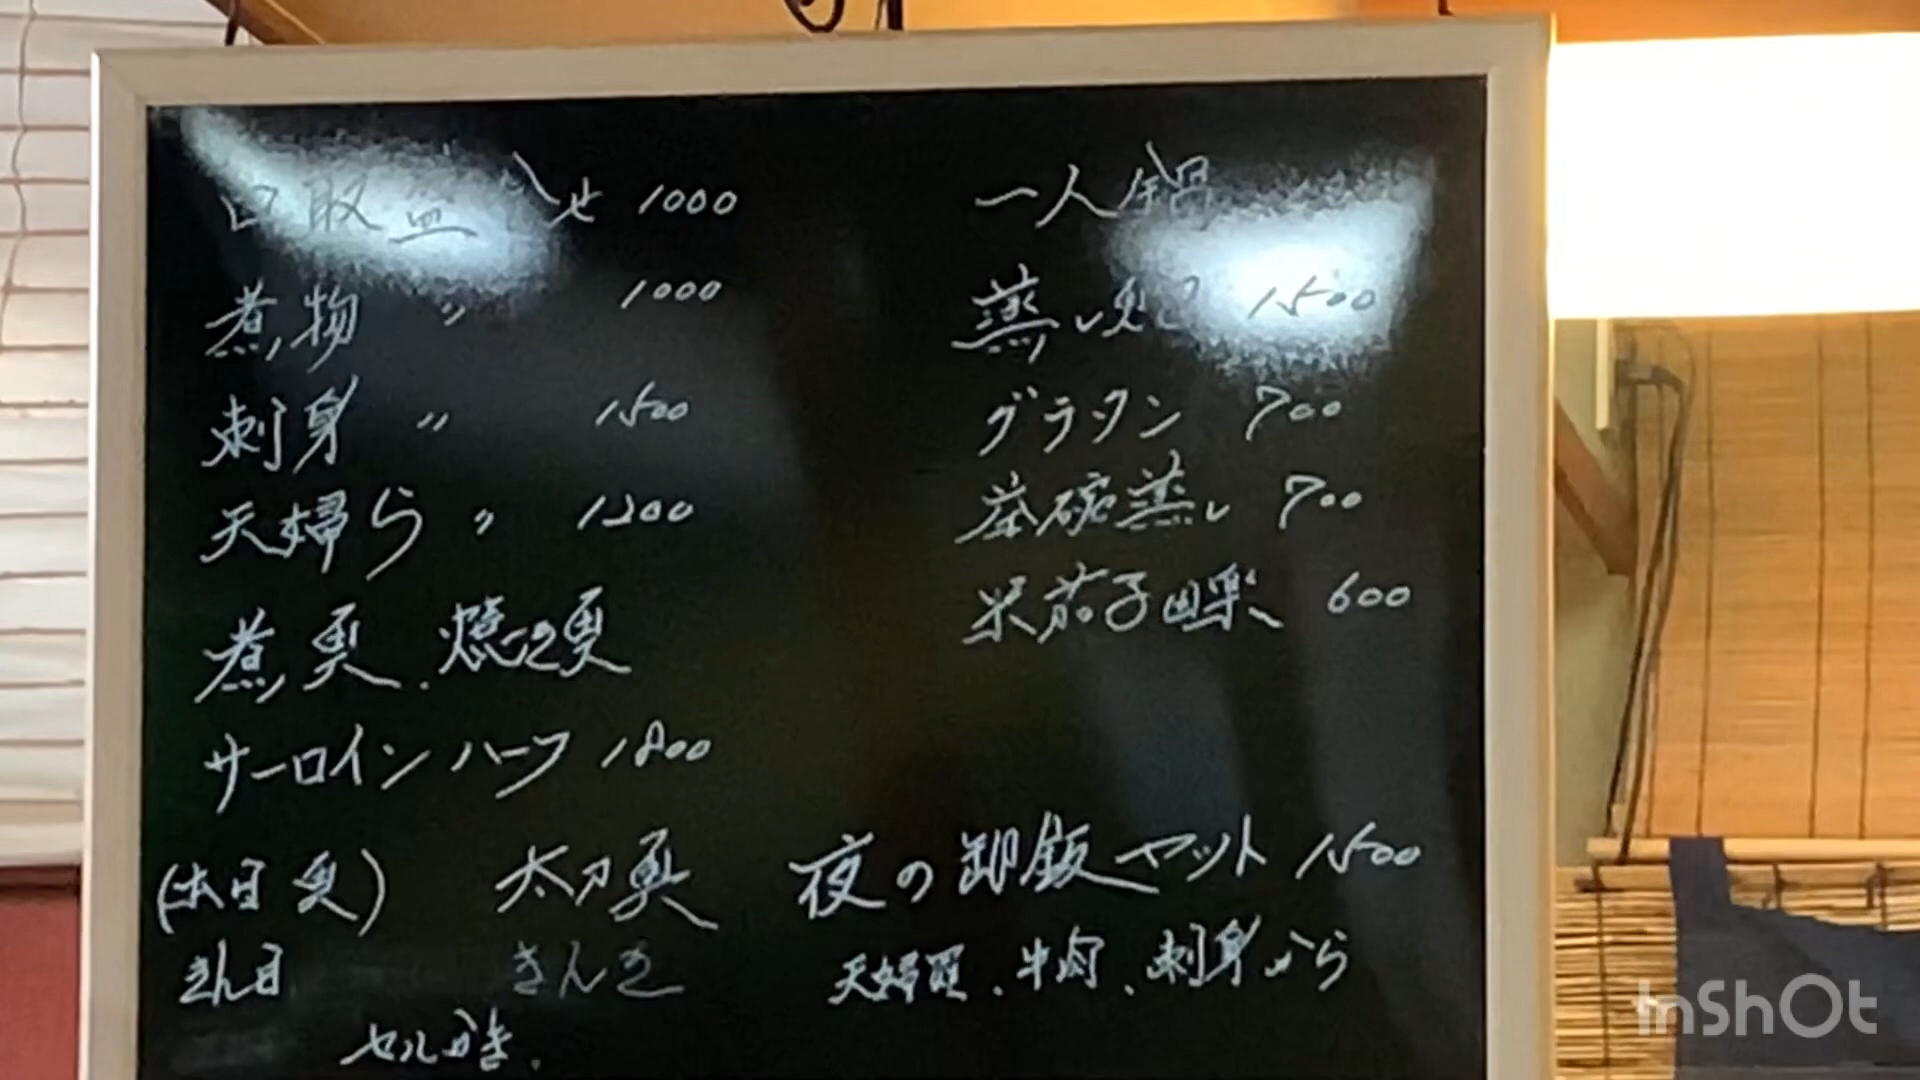 口取盛合せ 1000
煮物 〃 1000
刺身 〃 1500
天婦ら 〃 1200
煮魚.焼き魚
サーロインハーフ 1800
(本日魚) 太刀魚
きん目 きんき
セルがき.
一人鍋
蒸し 1500
グラタン 700
茶碗蒸し 700
米茄子田楽 600
夜の御飯セット 1500
天婦羅、牛肉、刺身から
InShOt